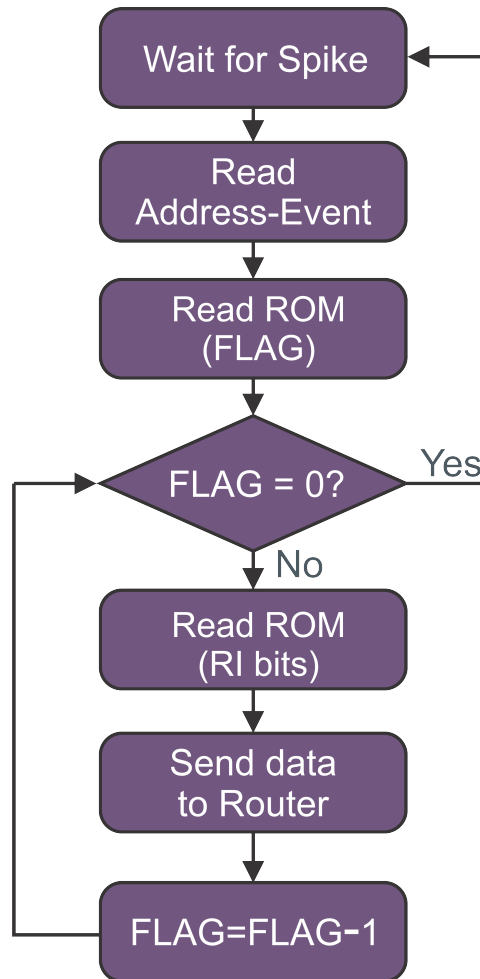 Wait for Spike
Read
Address-Event
Read ROM
(FLAG)
FLAG = 0?
Yes
No
Read ROM
(RI bits)
Send data
to Router
FLAG=FLAG-1